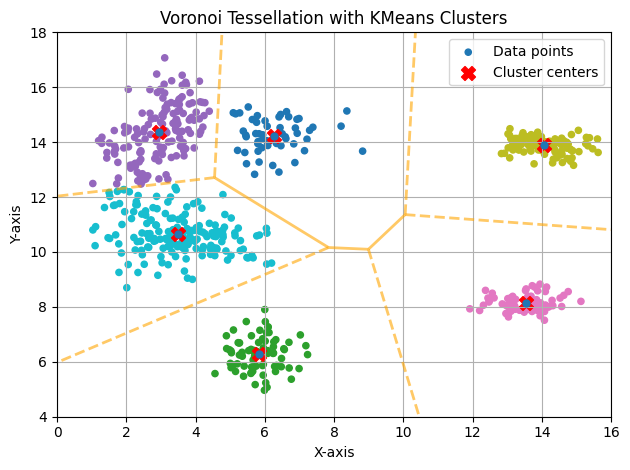 Voronoi Tessellation with KMeans Clusters
Data points
Cluster centers
18
16
14
12
10
8
6
4
Y-axis
0 2 4 6 8 10 12 14 16
X-axis